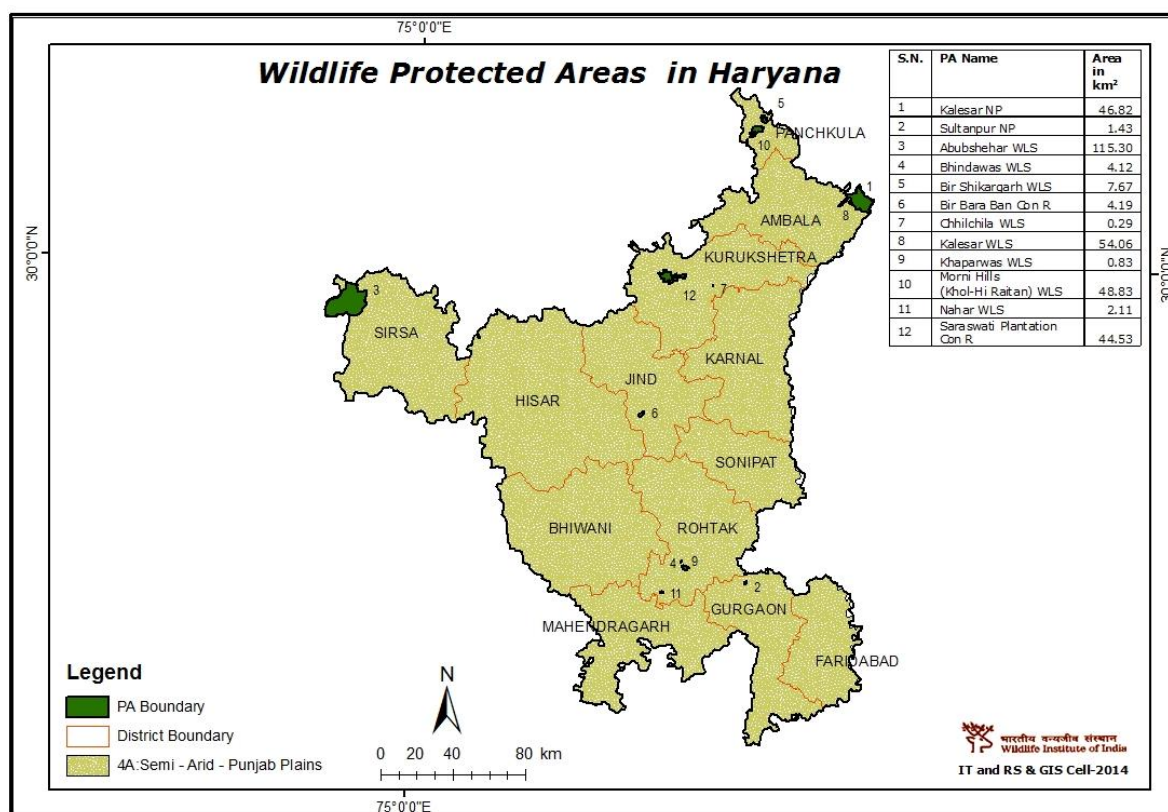 75°0'0"E
Wildlife Protected Areas in Haryana
S.N. PA Name Area in km²
1 Kalesar NP 46.82
2 Sultanpur NP 1.43
3 Abubshehar WLS 115.30
4 Bhindawas WLS 4.12
5 Bir Shikargarh WLS 7.67
6 Bir Bara Ban Con R 4.19
7 Chhilchila WLS 0.29
8 Kalesar WLS 54.06
9 Khaparwas WLS 0.83
10 Morni Hills (Khol-Hi Raitan) WLS 48.83
11 Nahar WLS 2.11
12 Saraswati Plantation Con R 44.53
5
PANCHKULA
10
1
8
AMBALA
30°0'0"N
KURUKSHETRA
30°0'0"N
12
7
3
SIRSA
KARNAL
JIND
HISAR
6
SONIPAT
BHIWANI
ROHTAK
4
9
2
11
GURGAON
MAHENDRAGARH
FARIDABAD
Legend
PA Boundary
District Boundary
4A:Semi - Arid - Punjab Plains
N
0 20 40 80 km
भारतीय वन्यजीव संस्थान
Wildlife Institute of India
IT and RS & GIS Cell-2014
75°0'0"E